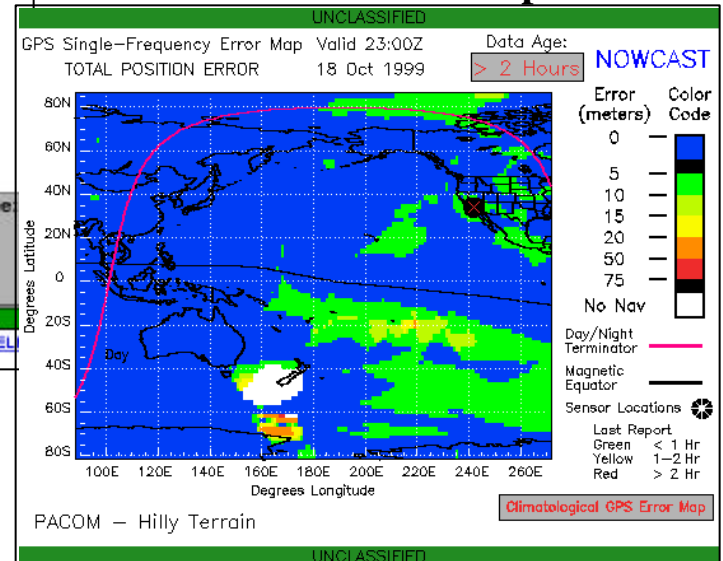 UNCLASSIFIED
GPS Single-Frequency Error Map Valid 23:00Z
TOTAL POSITION ERROR 18 Oct 1999
Data Age:
> 2 Hours
NOWCAST
Error (meters)
Color Code
0
5
10
15
20
50
75
No Nav
Day/Night Terminator
Magnetic Equator
Sensor Locations
Last Report
Green < 1 Hr
Yellow 1-2 Hr
Red > 2 Hr
Climatological GPS Error Map
Degrees Latitude
80N
60N
40N
20N
0
20S
40S
60S
80S
Day
100E 120E 140E 160E 180E 200E 220E 240E 260E
Degrees Longitude
PACOM - Hilly Terrain
UNCLASSIFIED